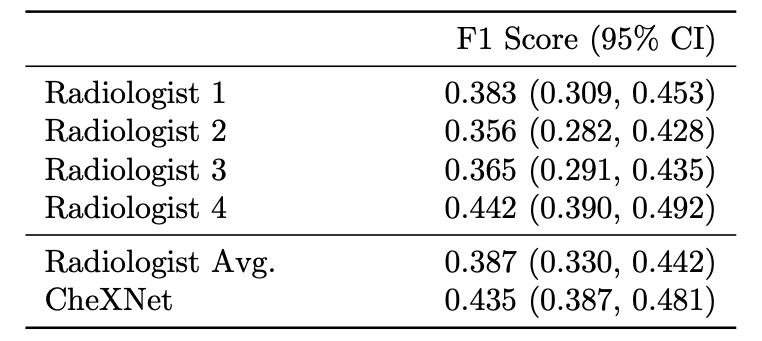 F1 Score (95% CI)
Radiologist 1 0.383 (0.309, 0.453)
Radiologist 2 0.356 (0.282, 0.428)
Radiologist 3 0.365 (0.291, 0.435)
Radiologist 4 0.442 (0.390, 0.492)
Radiologist Avg. 0.387 (0.330, 0.442)
CheXNet 0.435 (0.387, 0.481)